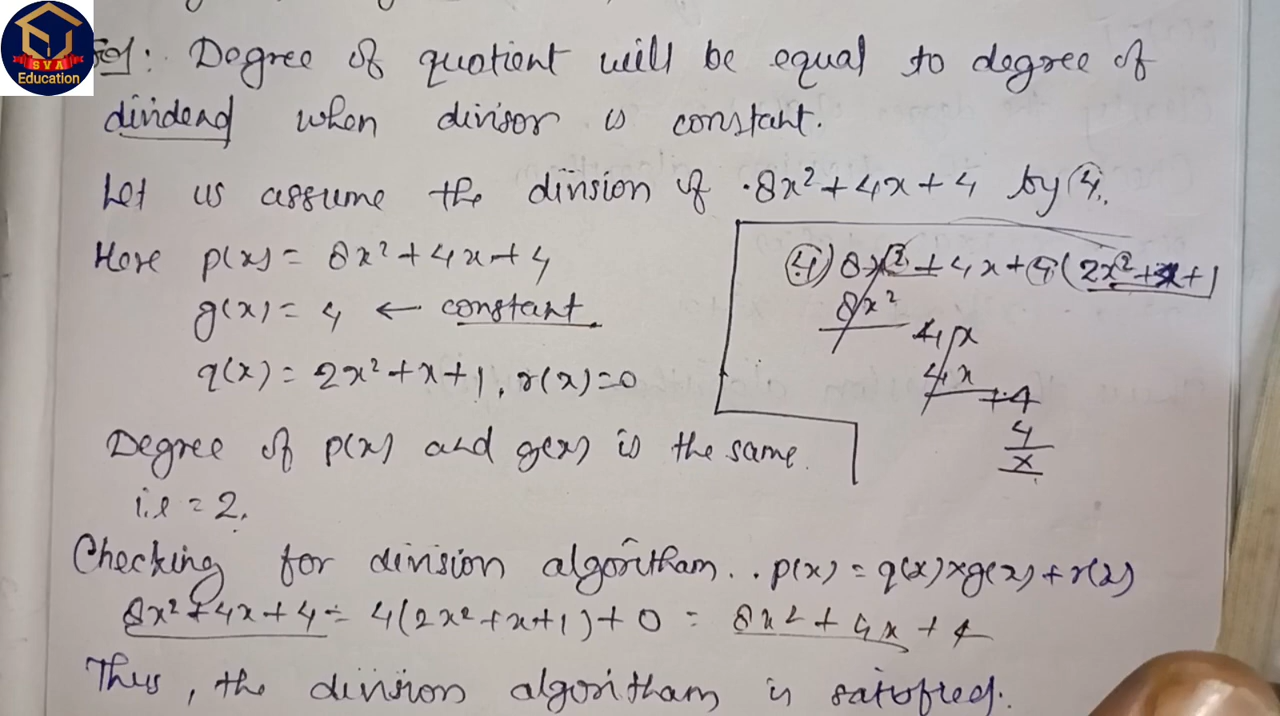 SVA
Education
Sol: Degree of quotient will be equal to degree of
dividend when divisor is constant.
Let us assume the division of 8x² + 4x + 4 by 4.
Here p(x) = 8x² + 4x + 4
g(x) = 4 ← constant
q(x) = 2x² + x + 1, r(x) = 0
4) 8x² + 4x + 4 ( 2x² + x + 1
8x²
4x
4x
+4
4
x
Degree of p(x) and q(x) is the same.
i.e = 2.
Checking for division algoritham. . p(x) = q(x) × g(x) + r(x)
8x² + 4x + 4 = 4(2x² + x + 1) + 0 = 8x² + 4x + 4
Thus, the division algoritham is satisfied.